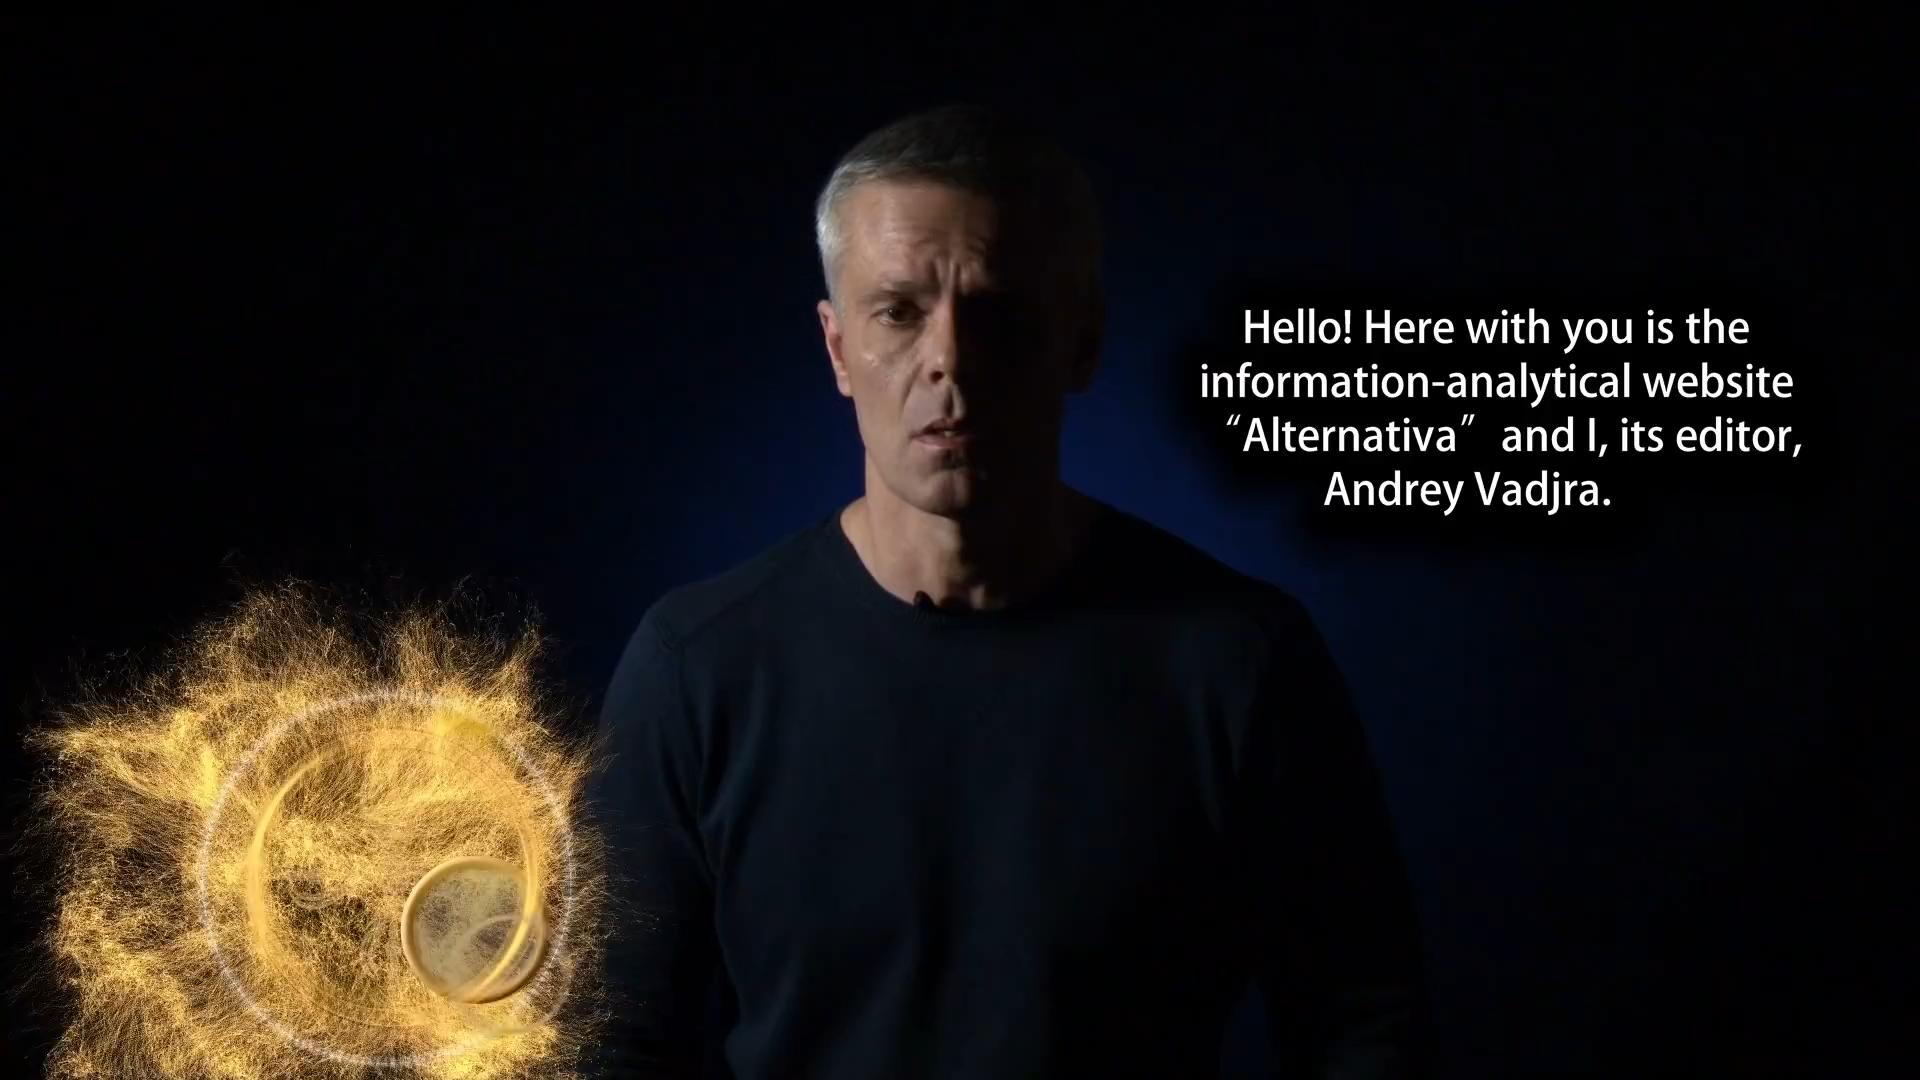 Hello! Here with you is the
information-analytical website
“Alternativa” and I, its editor,
Andrey Vadjra.